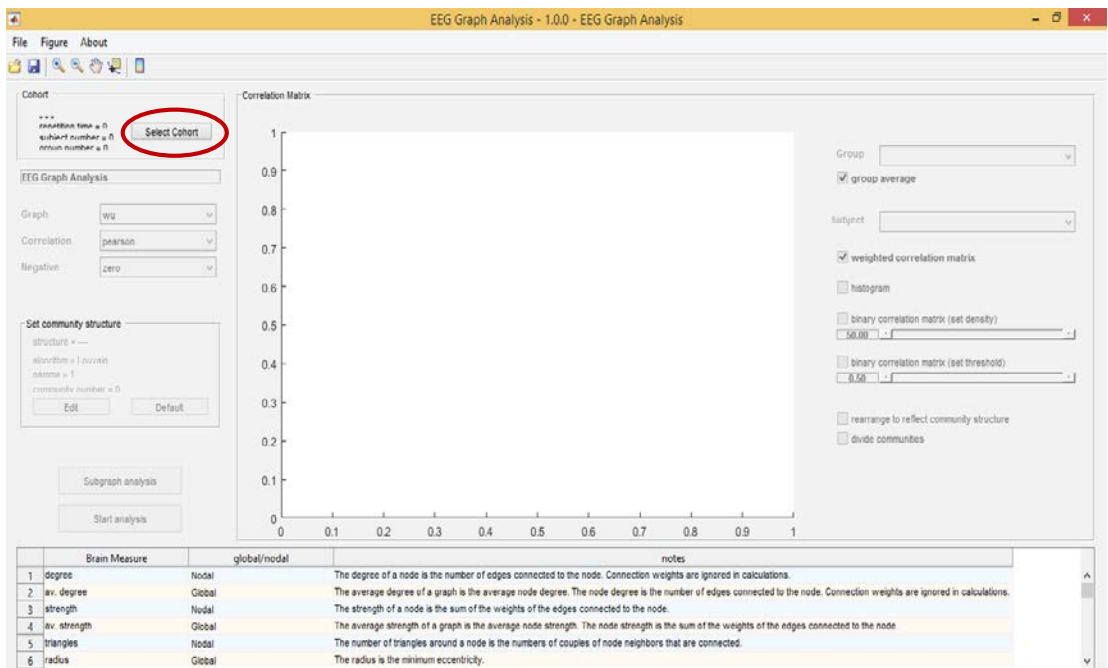 EEG Graph Analysis - 1.0.0 - EEG Graph Analysis
File Figure About
Cohort
- - -
repetition time = 0
subject number = 0
group number = 0
Select Cohort
EEG Graph Analysis
Graph wu
Correlation pearson
Negative zero
Set community structure
structure = ---
algorithm = Louvain
gamma = 1
community number = 0
Edit Default
Subgraph analysis
Start analysis
Correlation Matrix
1
0.9
0.8
0.7
0.6
0.5
0.4
0.3
0.2
0.1
0
0 0.1 0.2 0.3 0.4 0.5 0.6 0.7 0.8 0.9 1
Group
group average
Subject
weighted correlation matrix
histogram
binary correlation matrix (set density)
50.00
binary correlation matrix (set threshold)
0.50
rearrange to reflect community structure
divide communities
Brain Measure global/nodal notes
1 degree Nodal The degree of a node is the number of edges connected to the node. Connection weights are ignored in calculations.
2 av. degree Global The average degree of a graph is the average node degree. The node degree is the number of edges connected to the node. Connection weights are ignored in calculations.
3 strength Nodal The strength of a node is the sum of the weights of the edges connected to the node.
4 av. strength Global The average strength of a graph is the average node strength. The node strength is the sum of the weights of the edges connected to the node.
5 triangles Nodal The number of triangles around a node is the numbers of couples of node neighbors that are connected.
6 radius Global The radius is the minimum eccentricity.